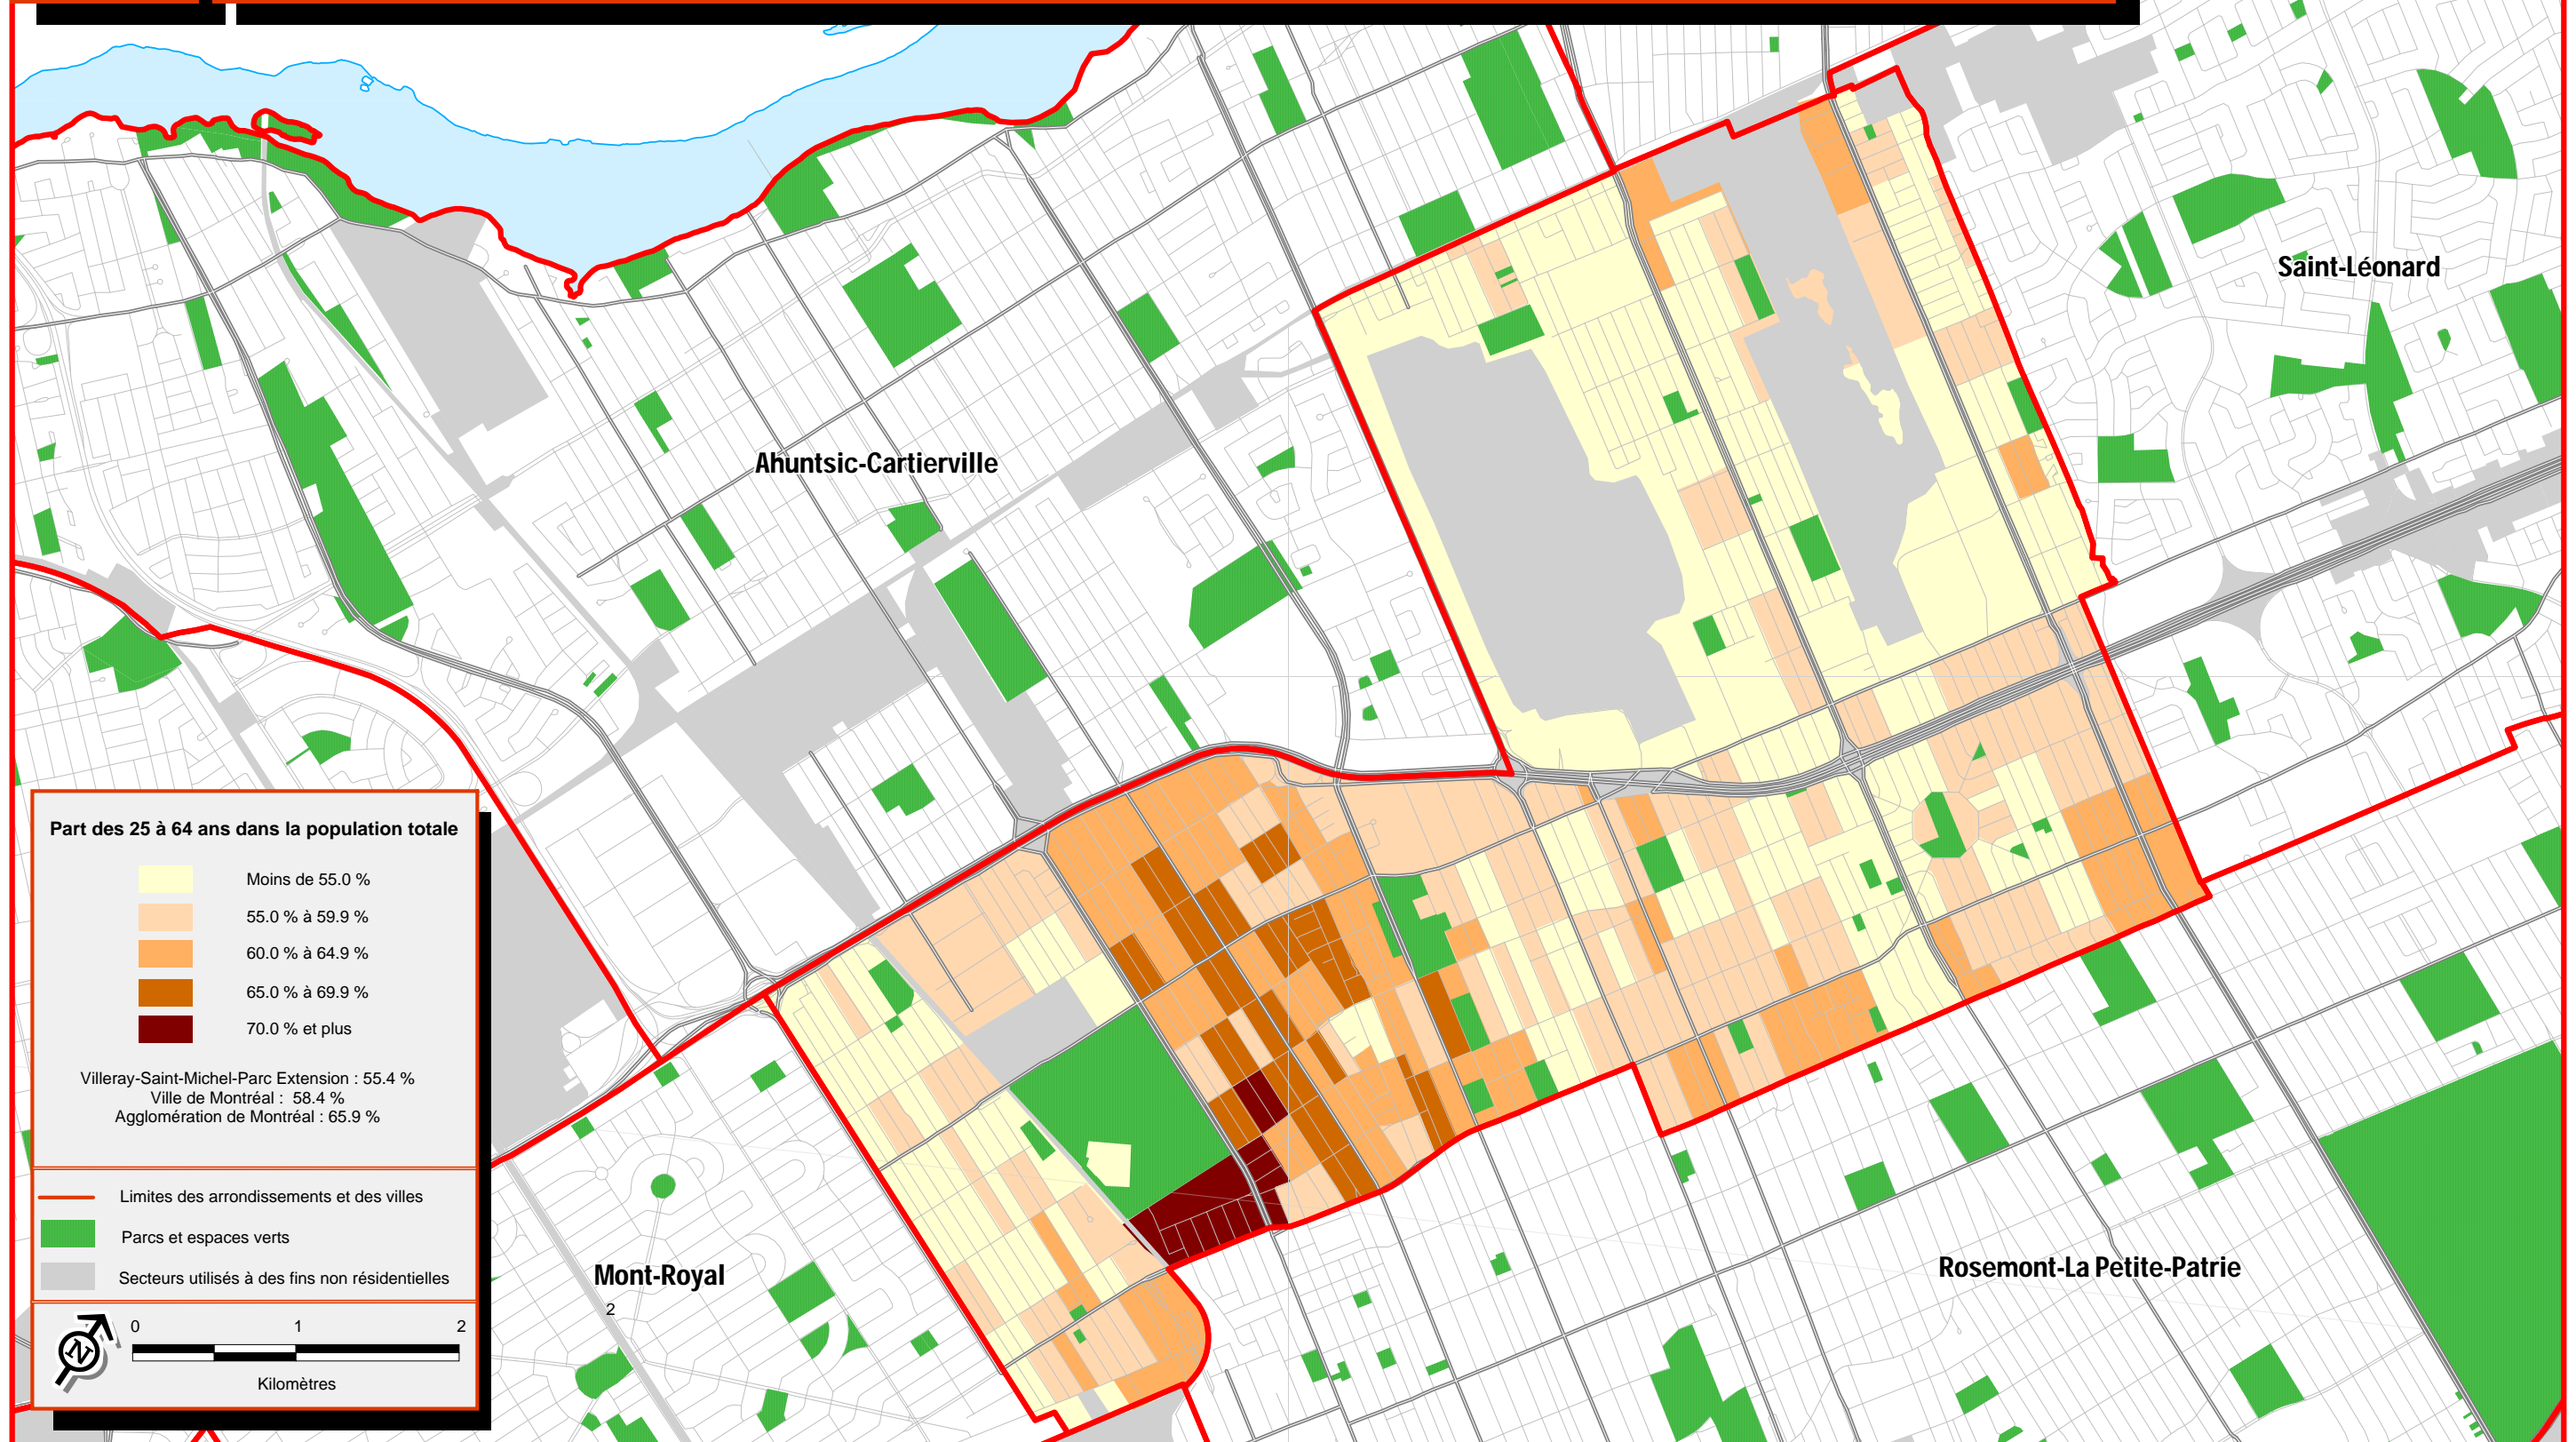 Saint-Léonard
Ahuntsic-Cartierville
Part des 25 à 64 ans dans la population totale
Moins de 55.0 %
55.0 % à 59.9 %
60.0 % à 64.9 %
65.0 % à 69.9 %
70.0 % et plus
Villeray-Saint-Michel-Parc Extension : 55.4 %
Ville de Montréal : 58.4 %
Agglomération de Montréal : 65.9 %
Limites des arrondissements et des villes
Parcs et espaces verts
Secteurs utilisés à des fins non résidentielles
N
0 1 2
Kilomètres
Mont-Royal
2
Rosemont-La Petite-Patrie